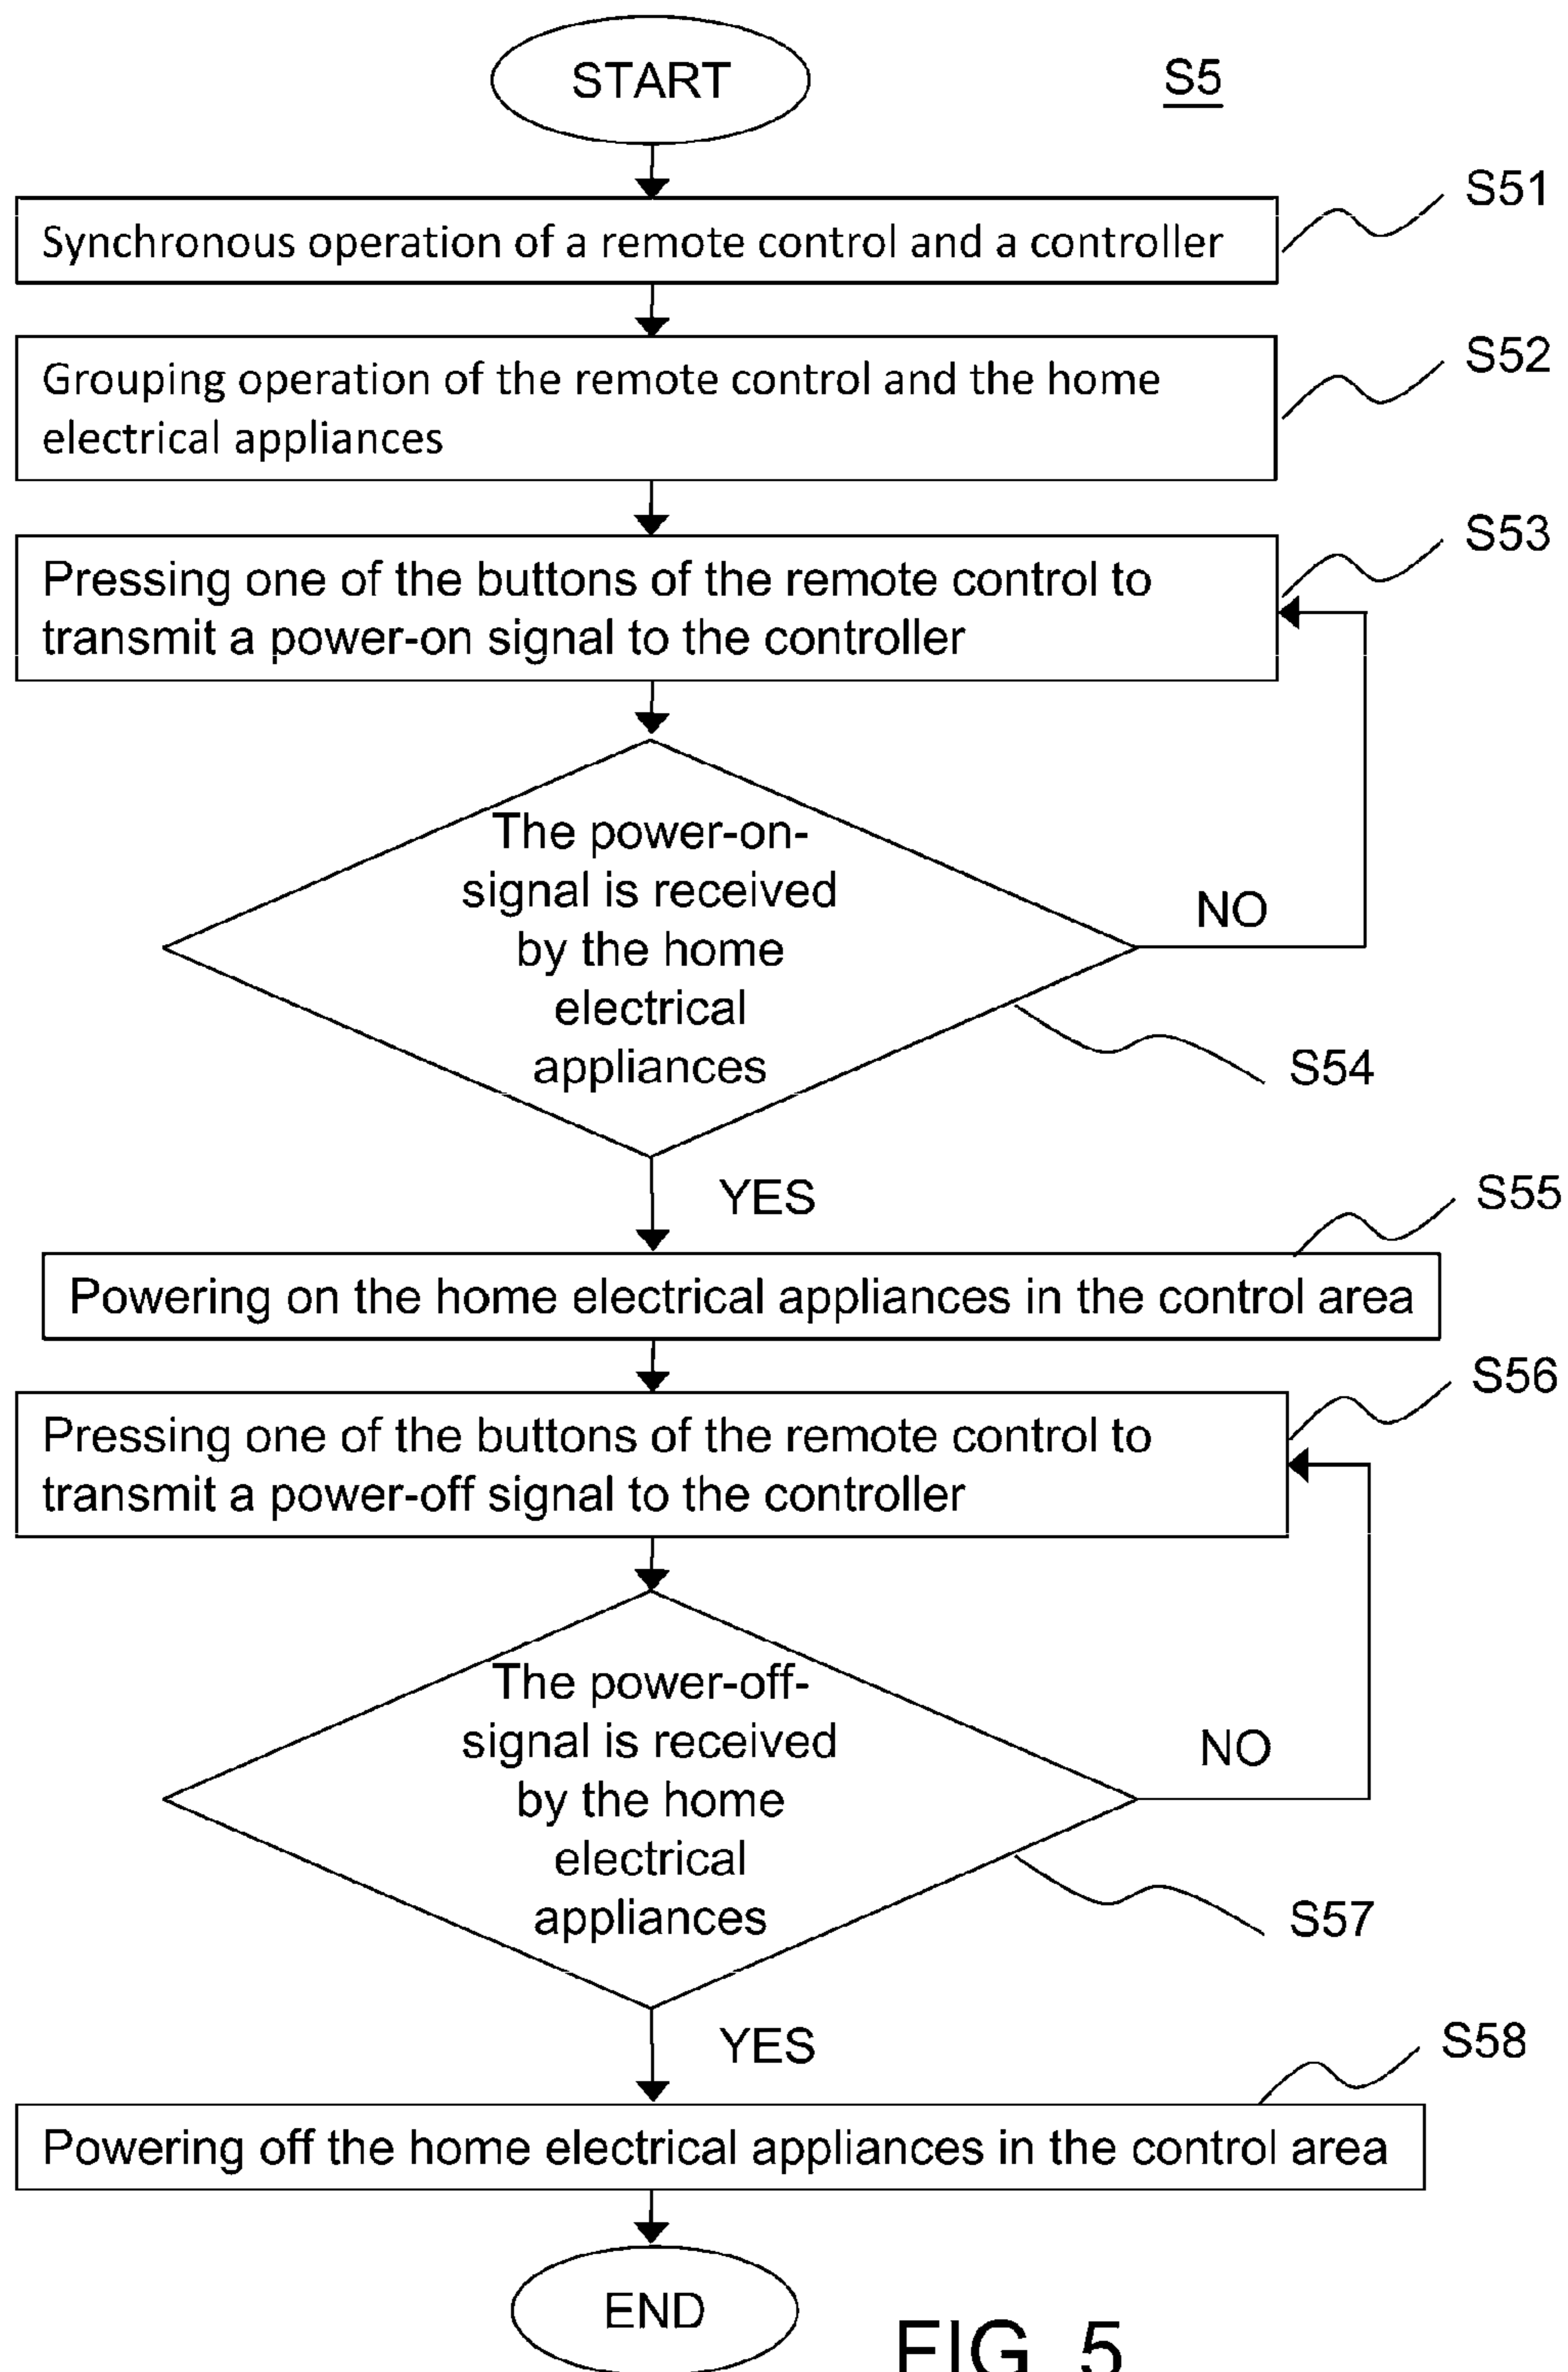 START
S5
S51
Synchronous operation of a remote control and a controller
S52
Grouping operation of the remote control and the home
electrical appliances
S53
Pressing one of the buttons of the remote control to
transmit a power-on signal to the controller
The power-on-
signal is received
by the home
electrical
appliances
NO
S54
YES
S55
Powering on the home electrical appliances in the control area
S56
Pressing one of the buttons of the remote control to
transmit a power-off signal to the controller
The power-off-
signal is received
by the home
electrical
appliances
NO
S57
YES
S58
Powering off the home electrical appliances in the control area
END
FIG. 5